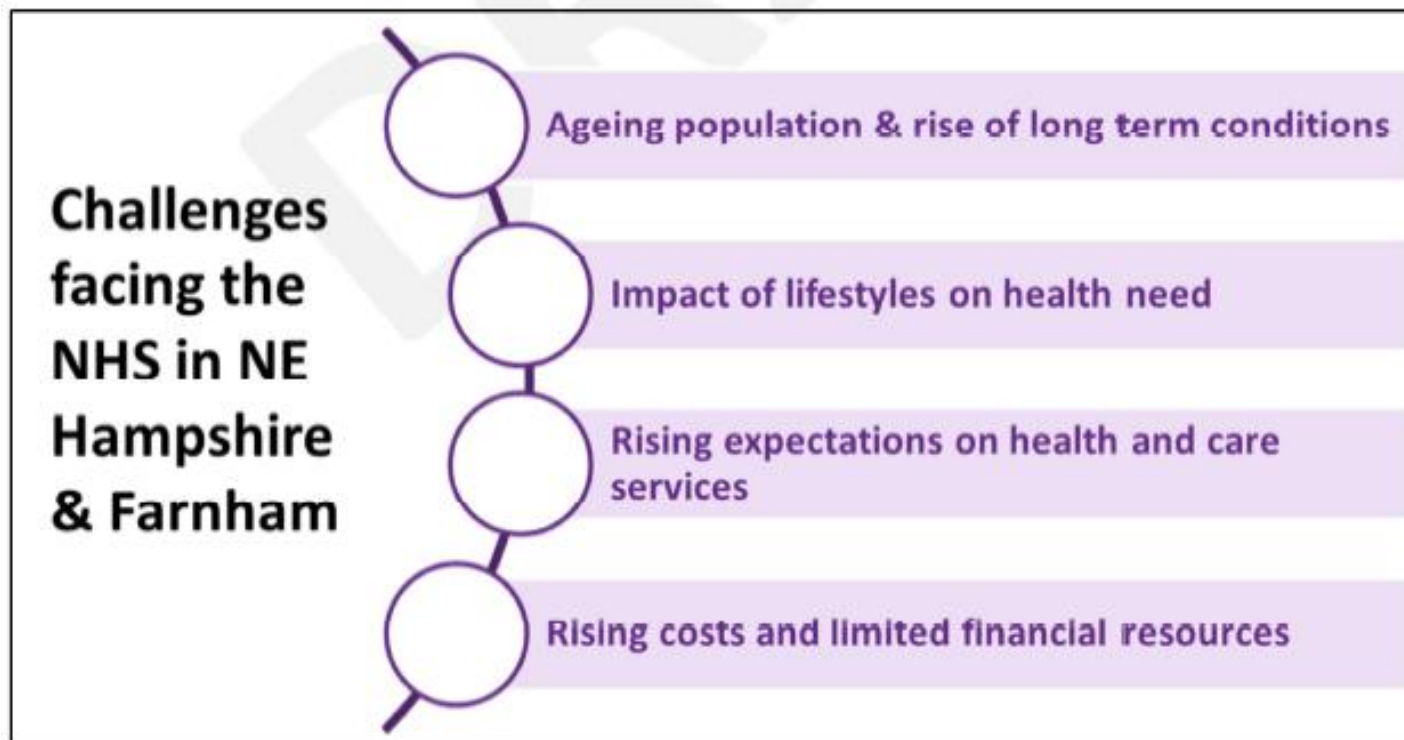 Challenges
facing the
NHS in NE
Hampshire
& Farnham
Ageing population & rise of long term conditions
Impact of lifestyles on health need
Rising expectations on health and care
services
Rising costs and limited financial resources